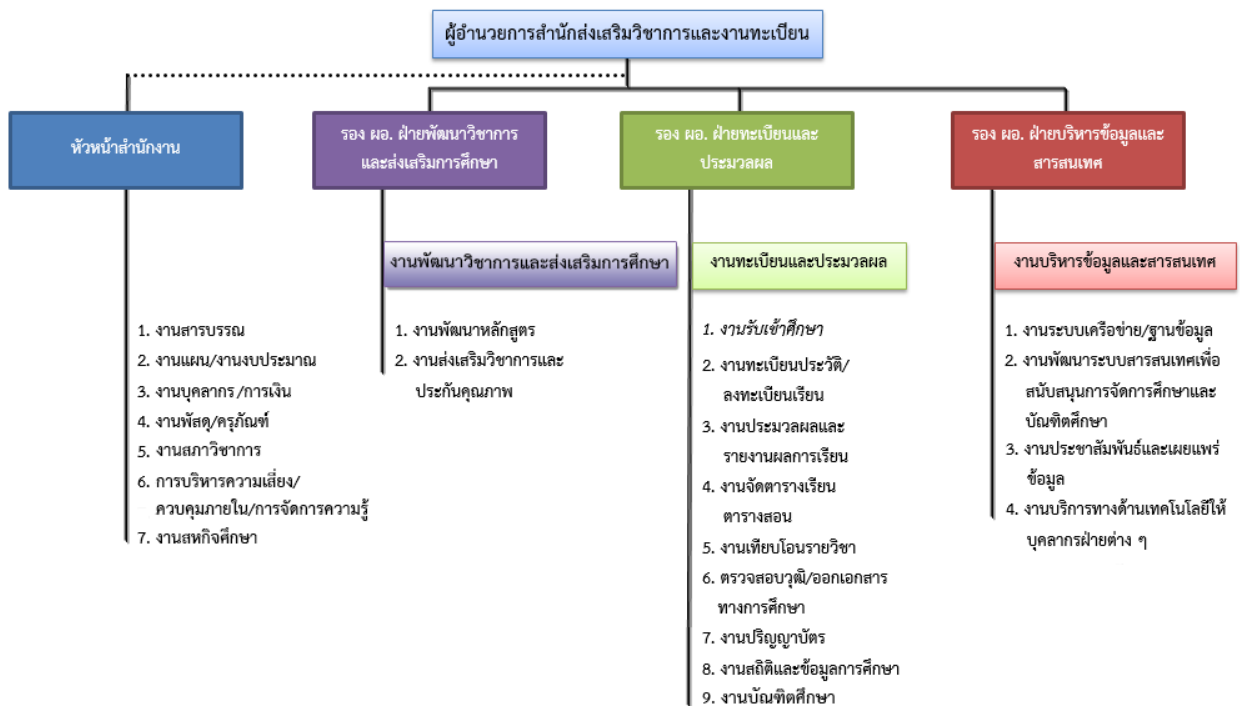 ผู้อำนวยการสำนักส่งเสริมวิชาการและงานทะเบียน
หัวหน้าสำนักงาน
รอง ผอ. ฝ่ายพัฒนาวิชาการ
และส่งเสริมการศึกษา
รอง ผอ. ฝ่ายทะเบียนและ
ประมวลผล
รอง ผอ. ฝ่ายบริหารข้อมูลและ
สารสนเทศ
งานพัฒนาวิชาการและส่งเสริมการศึกษา
งานทะเบียนและประมวลผล
งานบริหารข้อมูลและสารสนเทศ
1. งานสารบรรณ
2. งานแผน/งานงบประมาณ
3. งานบุคลากร/การเงิน
4. งานพัสดุ/ครุภัณฑ์
5. งานสภาวิชาการ
6. การบริหารความเสี่ยง/
ควบคุมภายใน/การจัดการความรู้
7. งานสหกิจศึกษา
1. งานพัฒนาหลักสูตร
2. งานส่งเสริมวิชาการและ
ประกันคุณภาพ
1. งานรับเข้าศึกษา
2. งานทะเบียนประวัติ/
ลงทะเบียนเรียน
3. งานประมวลผลและ
รายงานผลการเรียน
4. งานจัดตารางเรียน
ตารางสอน
5. งานเทียบโอนรายวิชา
6. ตรวจสอบวุฒิ/ออกเอกสาร
ทางการศึกษา
7. งานปริญญาบัตร
8. งานสถิติและข้อมูลการศึกษา
9. งานบัณฑิตศึกษา
1. งานระบบเครือข่าย/ฐานข้อมูล
2. งานพัฒนาระบบสารสนเทศเพื่อ
สนับสนุนการจัดการศึกษาและ
บัณฑิตศึกษา
3. งานประชาสัมพันธ์และเผยแพร่
ข้อมูล
4. งานบริการทางด้านเทคโนโลยีให้
บุคลากรฝ่ายต่าง ๆ